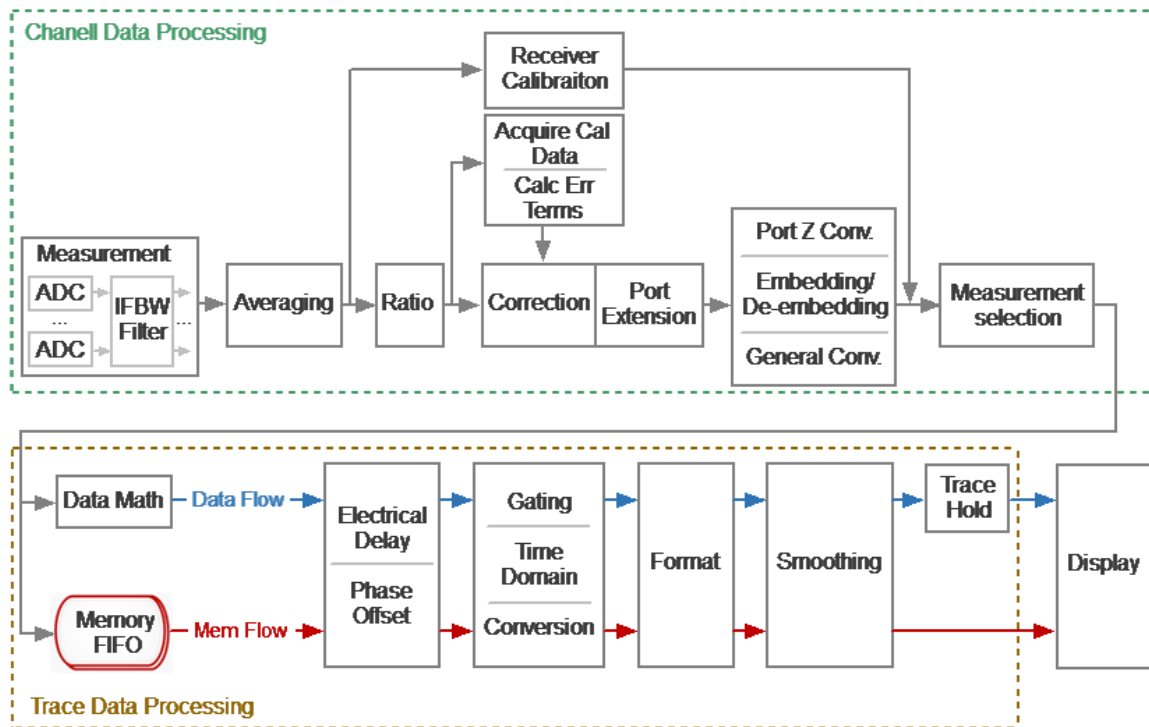 Chanell Data Processing
Receiver
Calibraiton
Acquire Cal
Data
Calc Err
Terms
Measurement
ADC
...
ADC
IFBW
Filter
...
Averaging
Ratio
Correction
Port
Extension
Port Z Conv.
Embedding/
De-embedding
General Conv.
Measurement
selection
Data Math
Data Flow
Memory
FIFO
Mem Flow
Electrical
Delay
Phase
Offset
Gating
Time
Domain
Conversion
Format
Smoothing
Trace
Hold
Display
Trace Data Processing